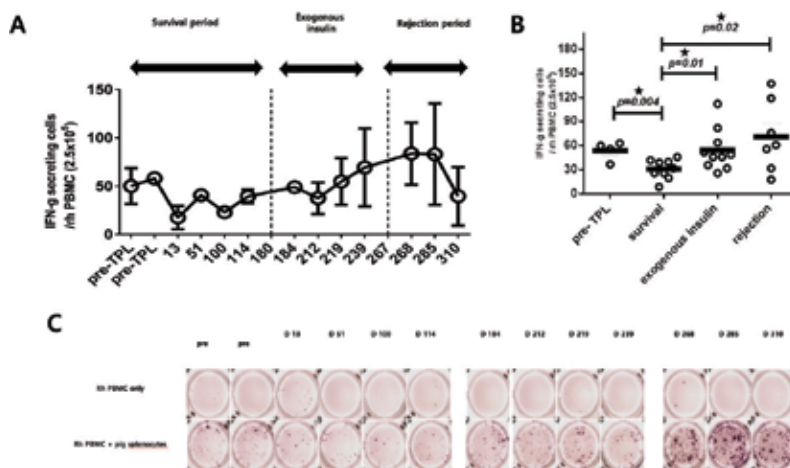 A
Survival period
Exogenous
insulin
Rejection period
IFN-g secreting cells
/rh PBMC (2.5x10⁵)
150
100
50
0
pre-TPL
pre-TPL
13
51
100
114
180
184
212
219
239
267
268
285
310
B
IFN-g secreting cells
/rh PBMC (2.5x10⁵)
180
150
120
90
60
30
0
★
p=0.02
★
p=0.01
★
p=0.004
pre- TPL
survival
exogenous insulin
rejection
C
pre
pre
D 13
D 51
D 100
D 114
D 184
D 212
D 219
D 239
D 268
D 285
D 310
Rh PBMC only
Rh PBMC + pig splenocytes